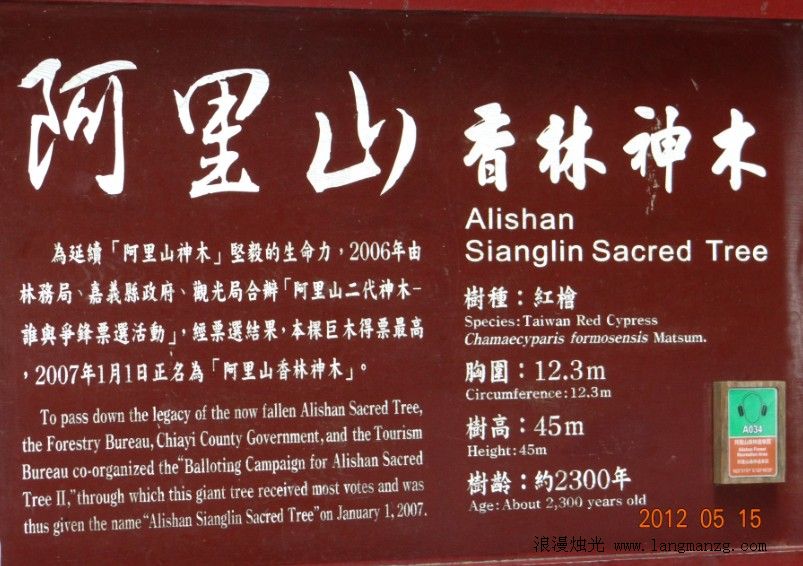 阿里山 香林神木
Alishan
Sianglin Sacred Tree
為延續「阿里山神木」堅毅的生命力，2006年由
林務局、嘉義縣政府、觀光局合辦「阿里山二代神木-
誰與爭鋒票選活動」，經票選結果，本棵巨木得票最高
，2007年1月1日正名為「阿里山香林神木」。
To pass down the legacy of the now fallen Alishan Sacred Tree,
the Forestry Bureau, Chiayi County Government, and the Tourism
Bureau co-organized the "Balloting Campaign for Alishan Sacred
Tree II," through which this giant tree received most votes and was
thus given the name "Alishan Sianglin Sacred Tree" on January 1, 2007.
樹種：紅檜
Species: Taiwan Red Cypress
Chamaecyparis formosensis Matsum.
胸圍：12.3m
Circumference: 12.3m
樹高：45m
Height: 45m
樹齡：約2300年
Age: About 2,300 years old
A034
2012 05 15
浪漫烛光 www.langmanzg.com